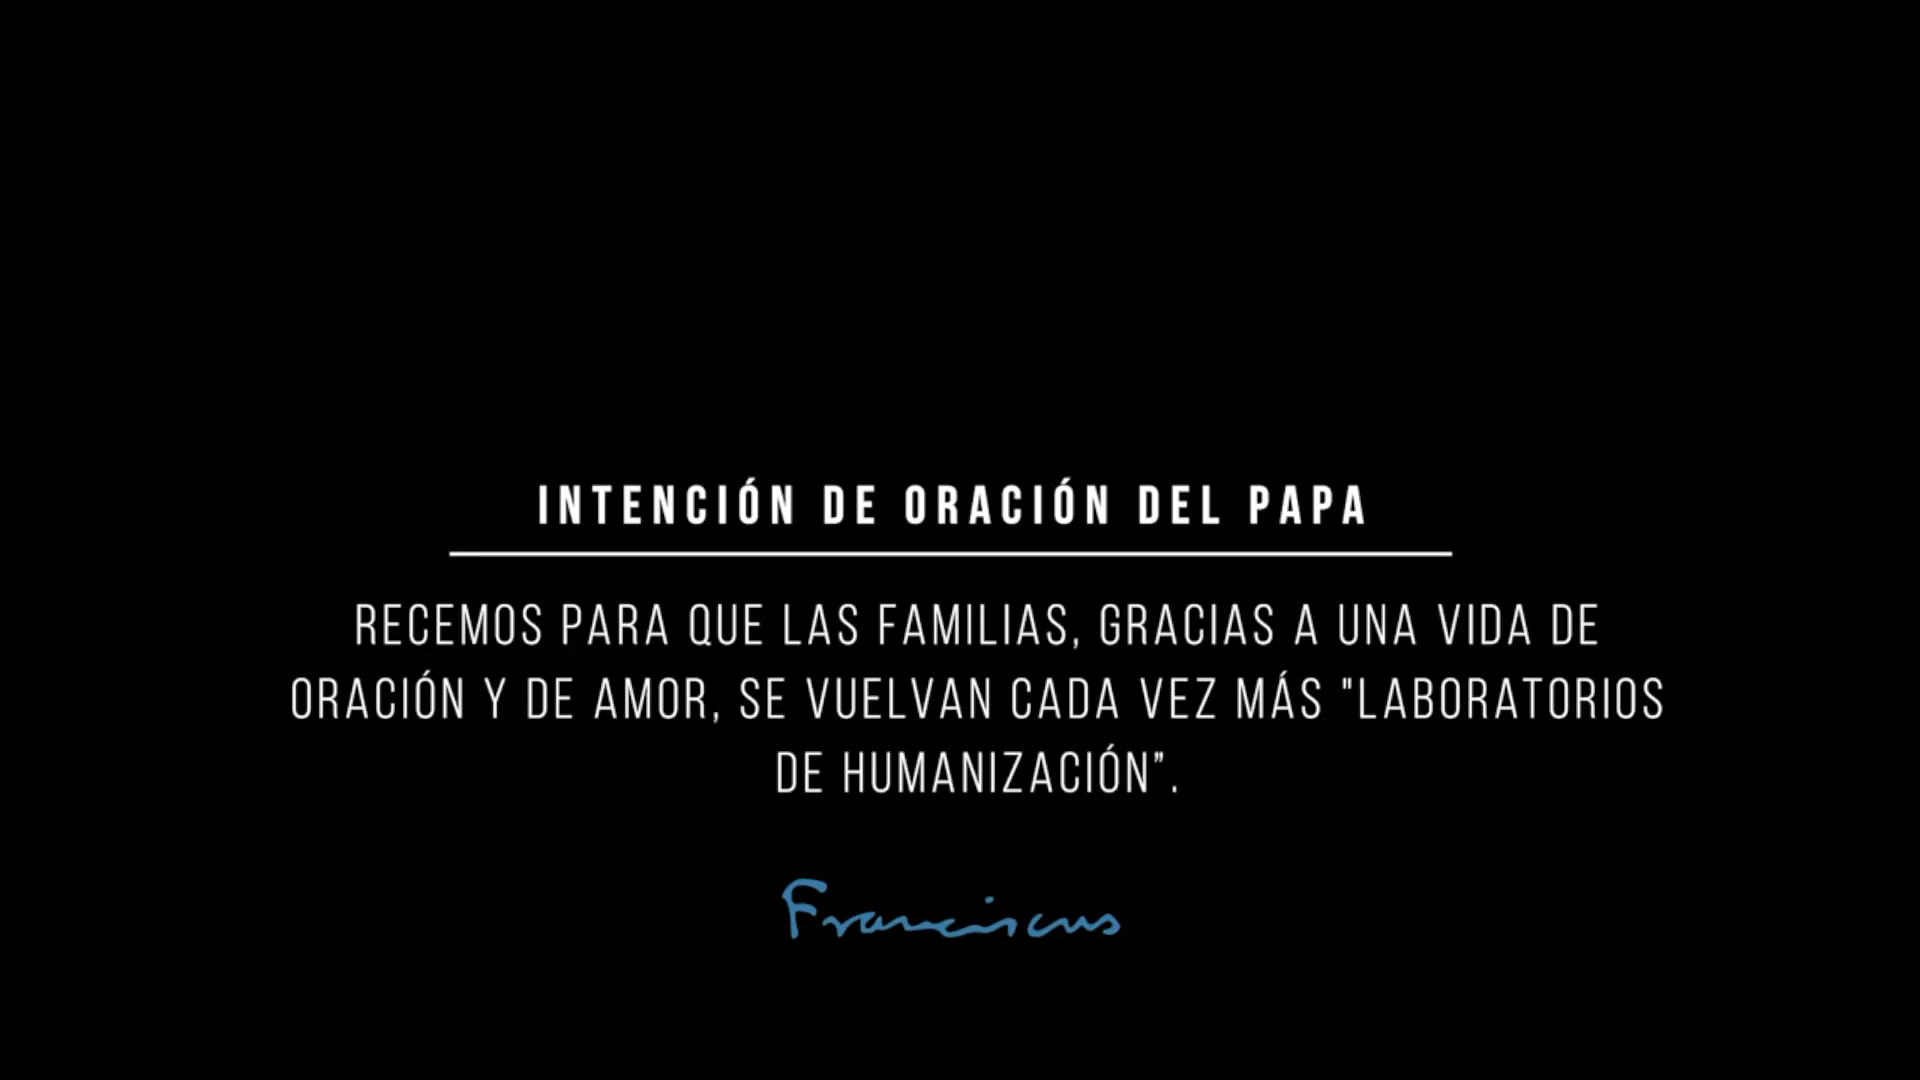 INTENCIÓN DE ORACIÓN DEL PAPA
RECEMOS PARA QUE LAS FAMILIAS, GRACIAS A UNA VIDA DE
ORACIÓN Y DE AMOR, SE VUELVAN CADA VEZ MÁS "LABORATORIOS
DE HUMANIZACIÓN”.
Franciscus